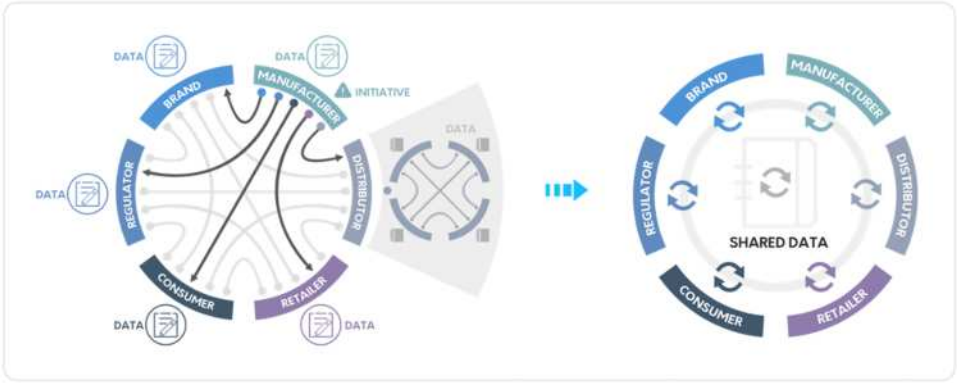 DATA
DATA
BRAND
MANUFACTURER
INITIATIVE
DATA
DATA
REGULATOR
DISTRIBUTOR
CONSUMER
RETAILER
DATA
DATA
BRAND
MANUFACTURER
REGULATOR
DISTRIBUTOR
SHARED DATA
CONSUMER
RETAILER